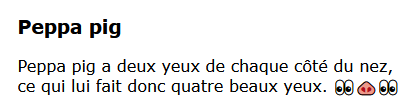 Peppa pig
Peppa pig a deux yeux de chaque côté du nez,
ce qui lui fait donc quatre beaux yeux. 👀🐽👀